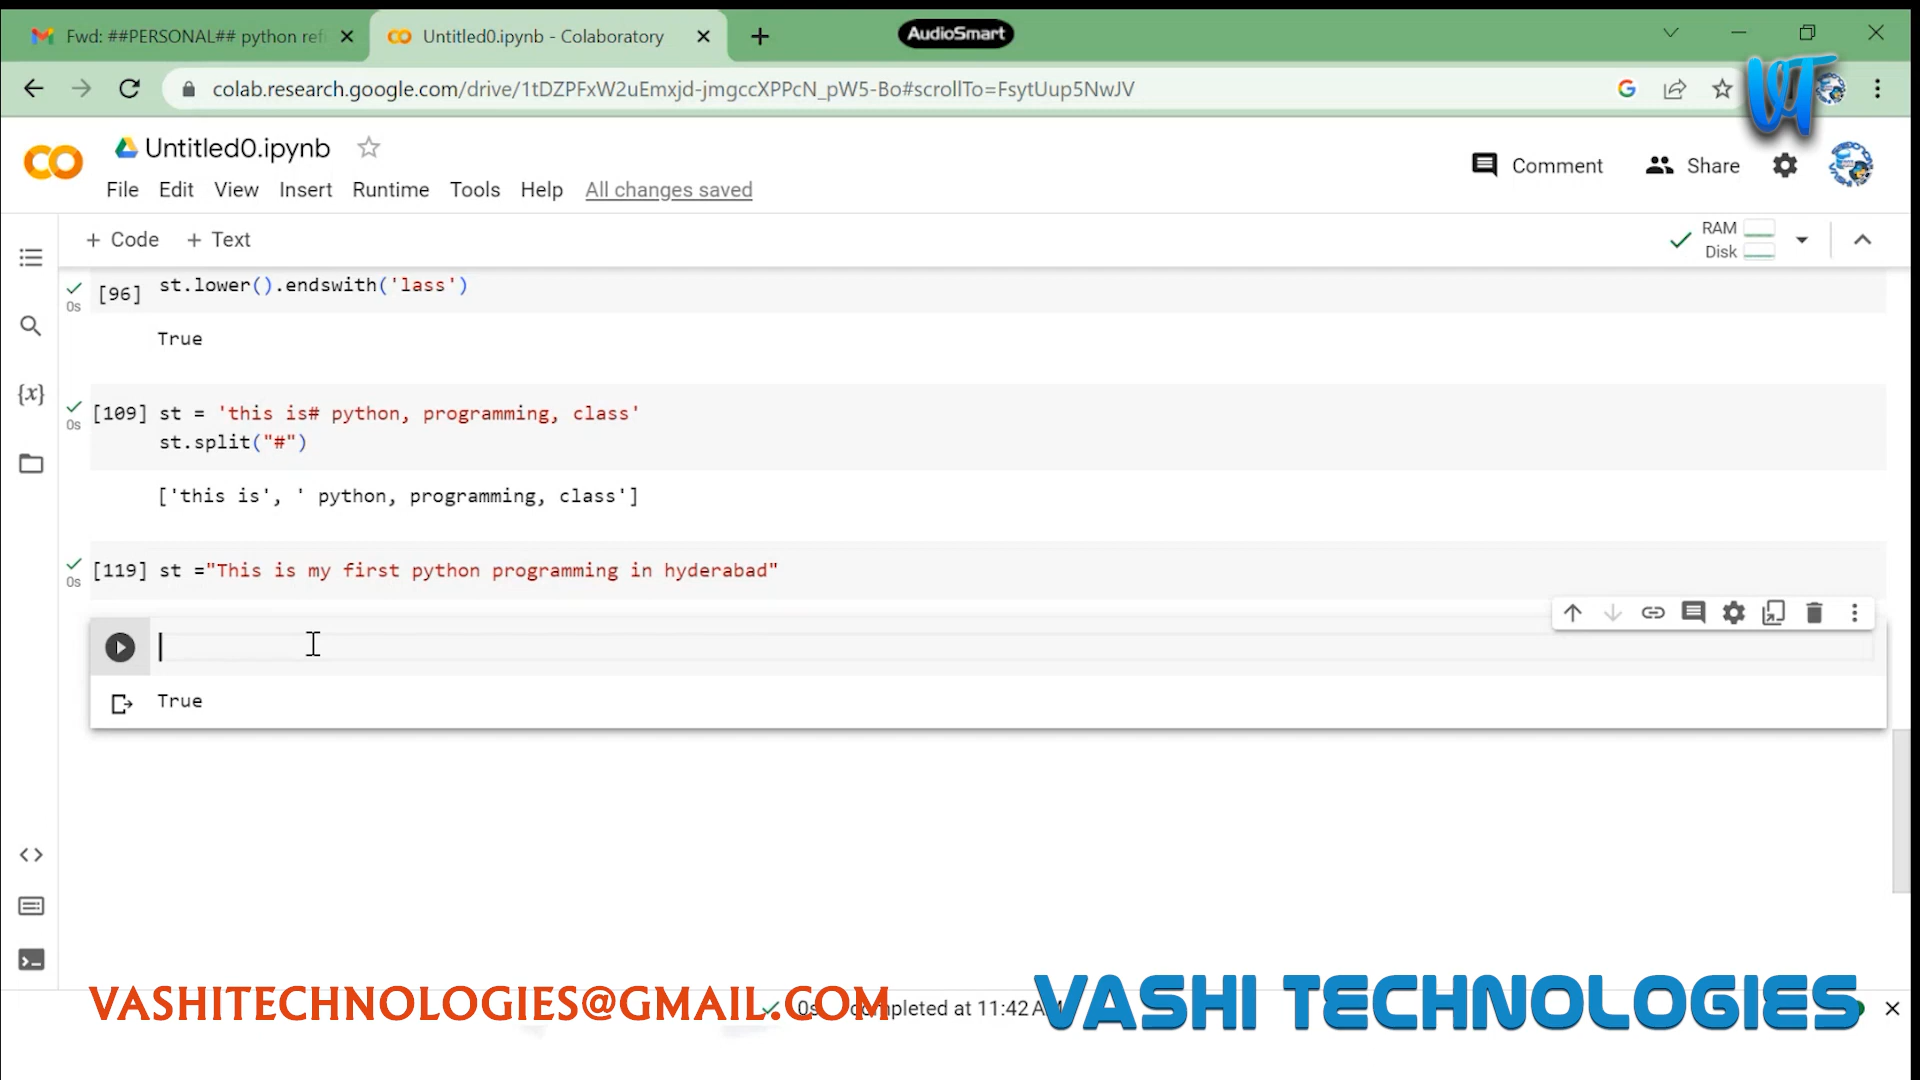 Fwd: ##PERSONAL## python ref
Untitled0.ipynb - Colaboratory
AudioSmart
colab.research.google.com/drive/1tDZPFxW2uEmxjd-jmgccXPPcN_pW5-Bo#scrollTo=FsytUup5NwJV
VT
Untitled0.ipynb
Comment
Share
File Edit View Insert Runtime Tools Help All changes saved
+ Code + Text
RAM
Disk
[96] st.lower().endswith('lass')
0s
True
[109] st = 'this is# python, programming, class'
0s
st.split("#")
['this is', ' python, programming, class']
[119] st ="This is my first python programming in hyderabad"
0s
True
VASHITECHNOLOGIES@GMAIL.COM
0s completed at 11:42 AM
VASHI TECHNOLOGIES